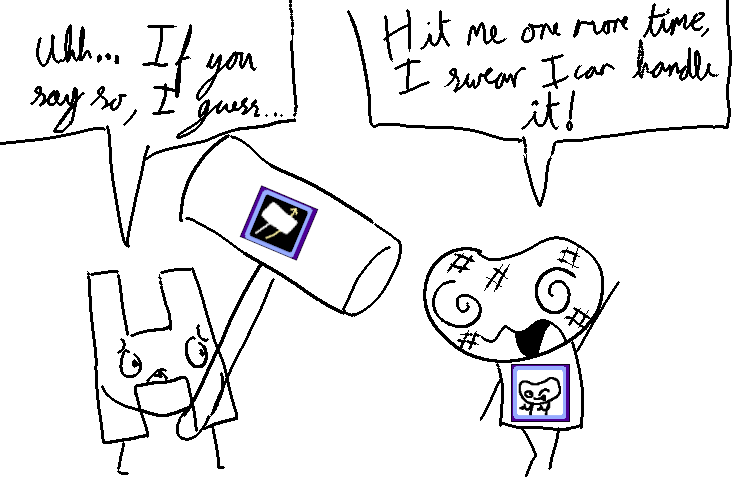 Uhh... If you
say so, I guess...
Hit me one more time,
I swear I can handle
it!